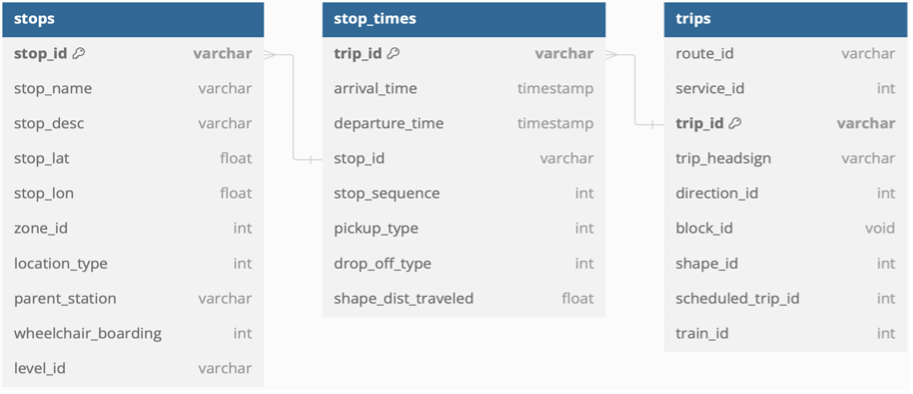 stops
stop_id varchar
stop_name varchar
stop_desc varchar
stop_lat float
stop_lon float
zone_id int
location_type int
parent_station varchar
wheelchair_boarding int
level_id varchar
stop_times
trip_id varchar
arrival_time timestamp
departure_time timestamp
stop_id varchar
stop_sequence int
pickup_type int
drop_off_type int
shape_dist_traveled float
trips
route_id varchar
service_id int
trip_id varchar
trip_headsign varchar
direction_id int
block_id void
shape_id int
scheduled_trip_id int
train_id int